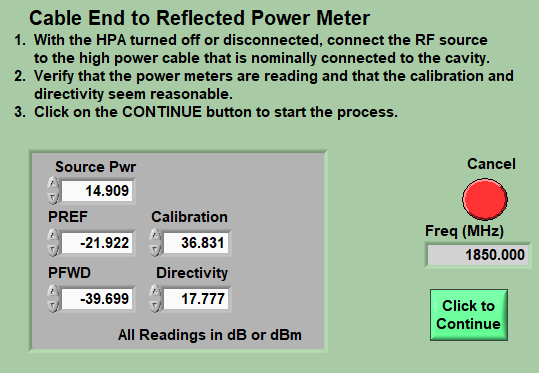 Cable End to Reflected Power Meter
1. With the HPA turned off or disconnected, connect the RF source
to the high power cable that is nominally connected to the cavity.
2. Verify that the power meters are reading and that the calibration and
directivity seem reasonable.
3. Click on the CONTINUE button to start the process.
Source Pwr
14.909
PREF
-21.922
Calibration
36.831
PFWD
-39.699
Directivity
17.777
All Readings in dB or dBm
Cancel
Freq (MHz)
1850.000
Click to
Continue